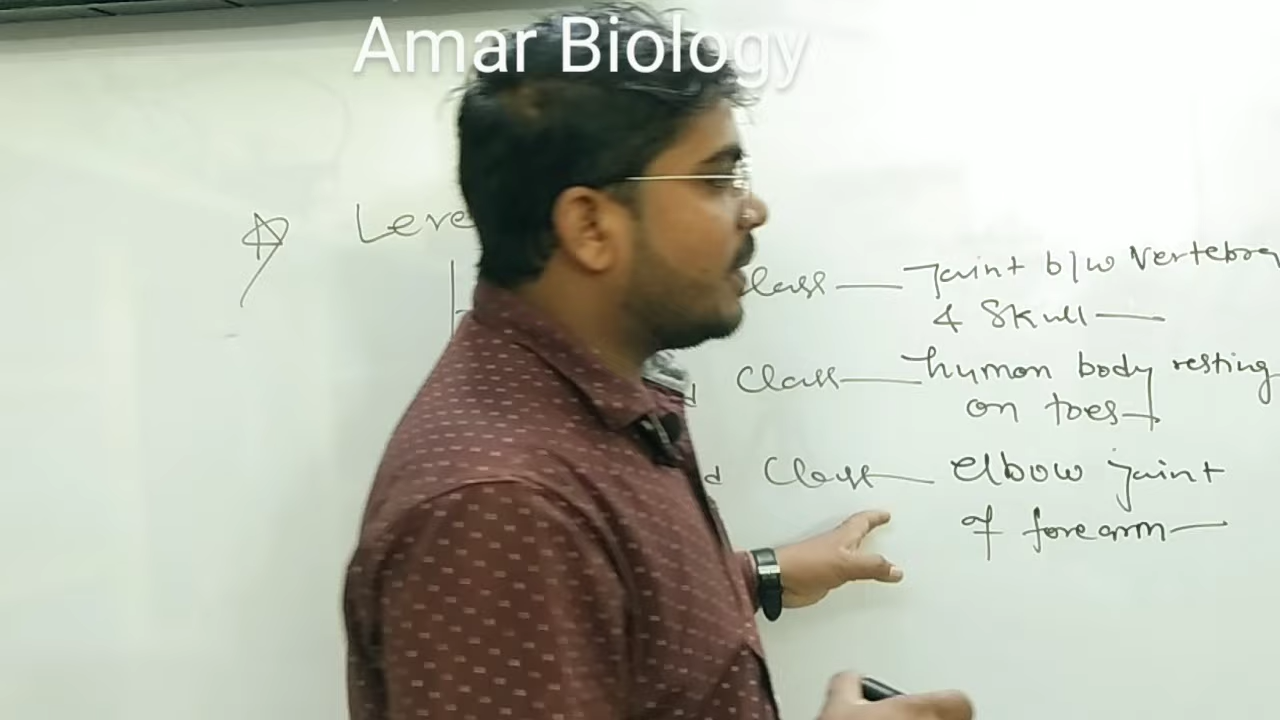 Amar Biology
Leve
Class — Joint b/w Vertebra
& Skull —
d Class — human body resting
on toes —
d Class — elbow joint
of forearm —